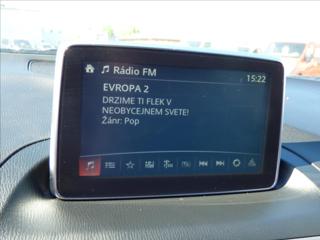 Rádio FM
15:22
EVROPA 2
DRZIME TI FLEK V
NEOBYCEJNEM SVETE!
Žánr: Pop